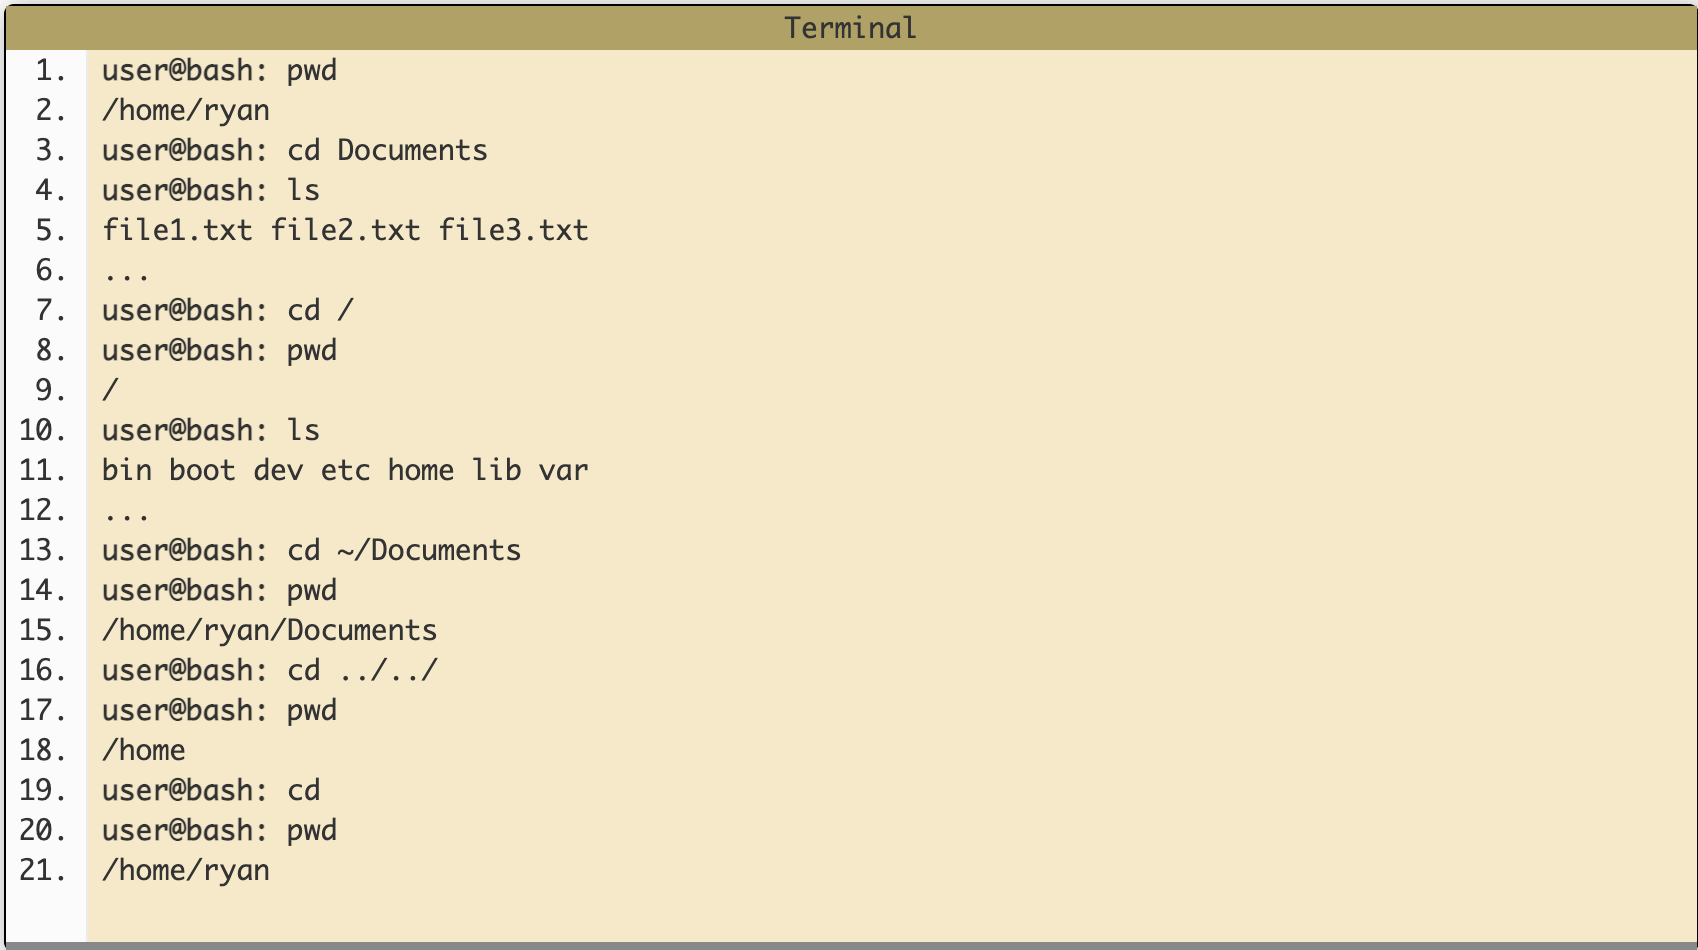 Terminal
1. user@bash: pwd
2. /home/ryan
3. user@bash: cd Documents
4. user@bash: ls
5. file1.txt file2.txt file3.txt
6. ...
7. user@bash: cd /
8. user@bash: pwd
9. /
10. user@bash: ls
11. bin boot dev etc home lib var
12. ...
13. user@bash: cd ~/Documents
14. user@bash: pwd
15. /home/ryan/Documents
16. user@bash: cd ../../
17. user@bash: pwd
18. /home
19. user@bash: cd
20. user@bash: pwd
21. /home/ryan